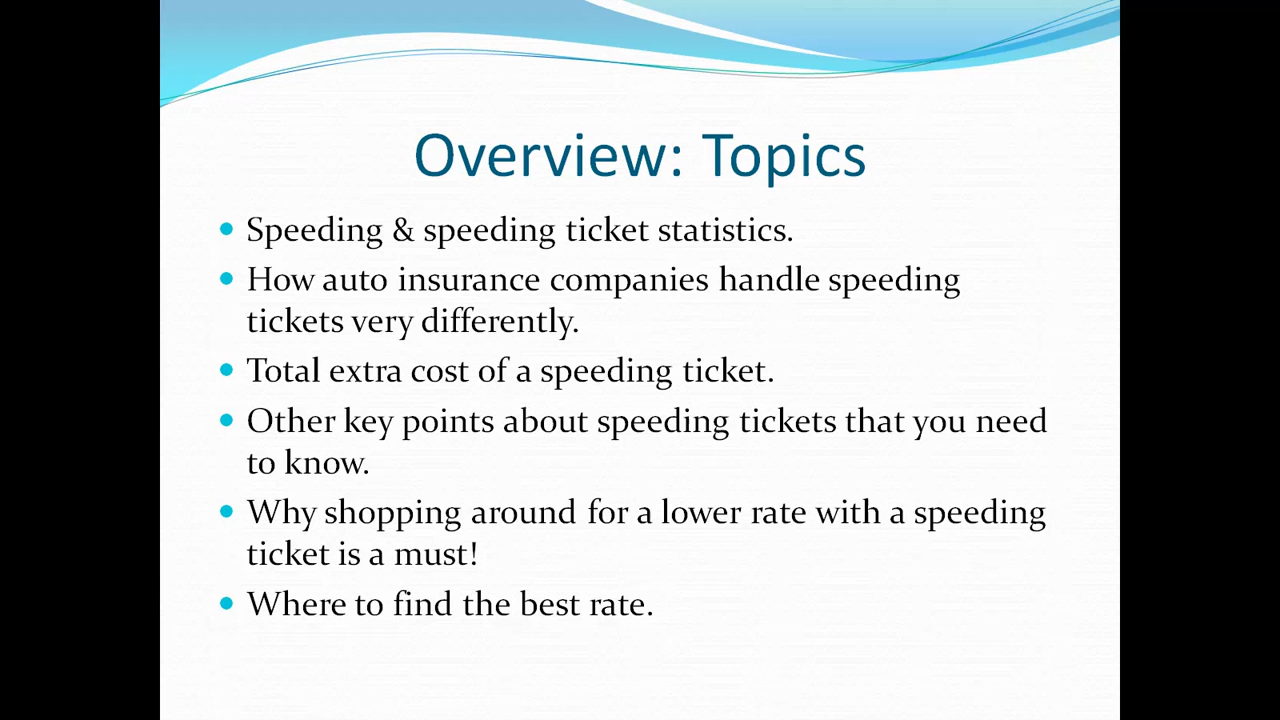 Overview: Topics
Speeding & speeding ticket statistics.
How auto insurance companies handle speeding
tickets very differently.
Total extra cost of a speeding ticket.
Other key points about speeding tickets that you need
to know.
Why shopping around for a lower rate with a speeding
ticket is a must!
Where to find the best rate.